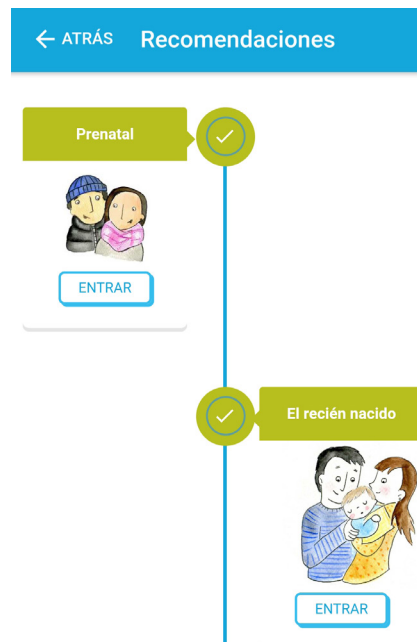 ← ATRÁS Recomendaciones
Prenatal
ENTRAR
El recién nacido
ENTRAR